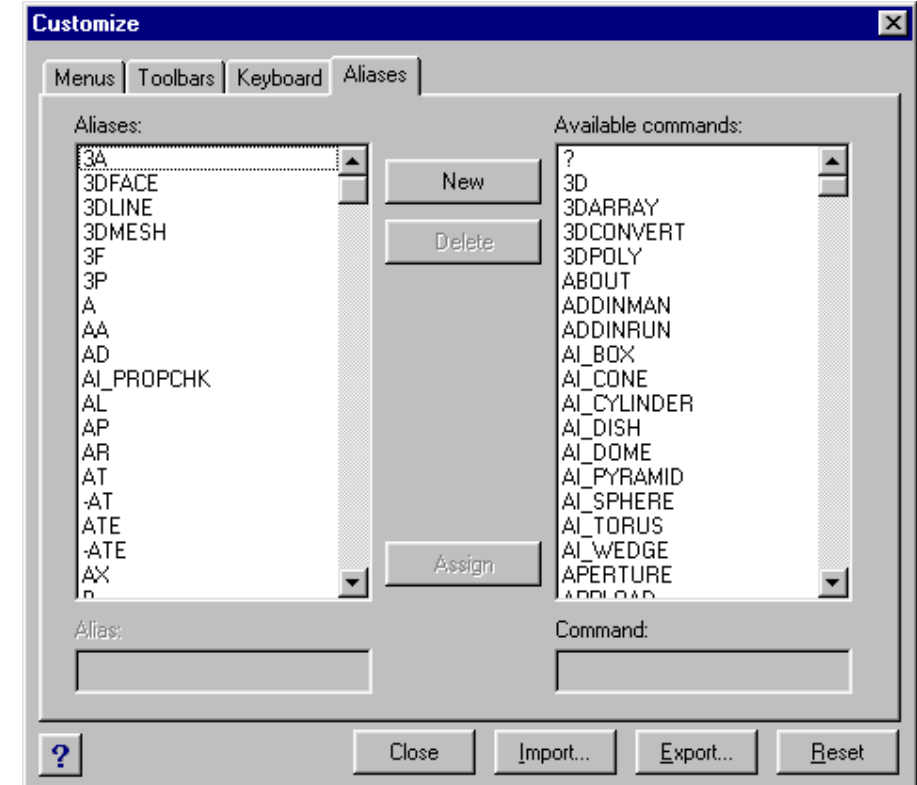 Customize
Menus
Toolbars
Keyboard
Aliases
Aliases:
3A
3DFACE
3DLINE
3DMESH
3F
3P
A
AA
AD
AI_PROPCHK
AL
AP
AR
AT
-AT
ATE
-ATE
AX
New
Delete
Assign
Available commands:
?
3D
3DARRAY
3DCONVERT
3DPOLY
ABOUT
ADDINMAN
ADDINRUN
AI_BOX
AI_CONE
AI_CYLINDER
AI_DISH
AI_DOME
AI_PYRAMID
AI_SPHERE
AI_TORUS
AI_WEDGE
APERTURE
APPLOAD
Alias:
Command:
?
Close
Import...
Export...
Reset